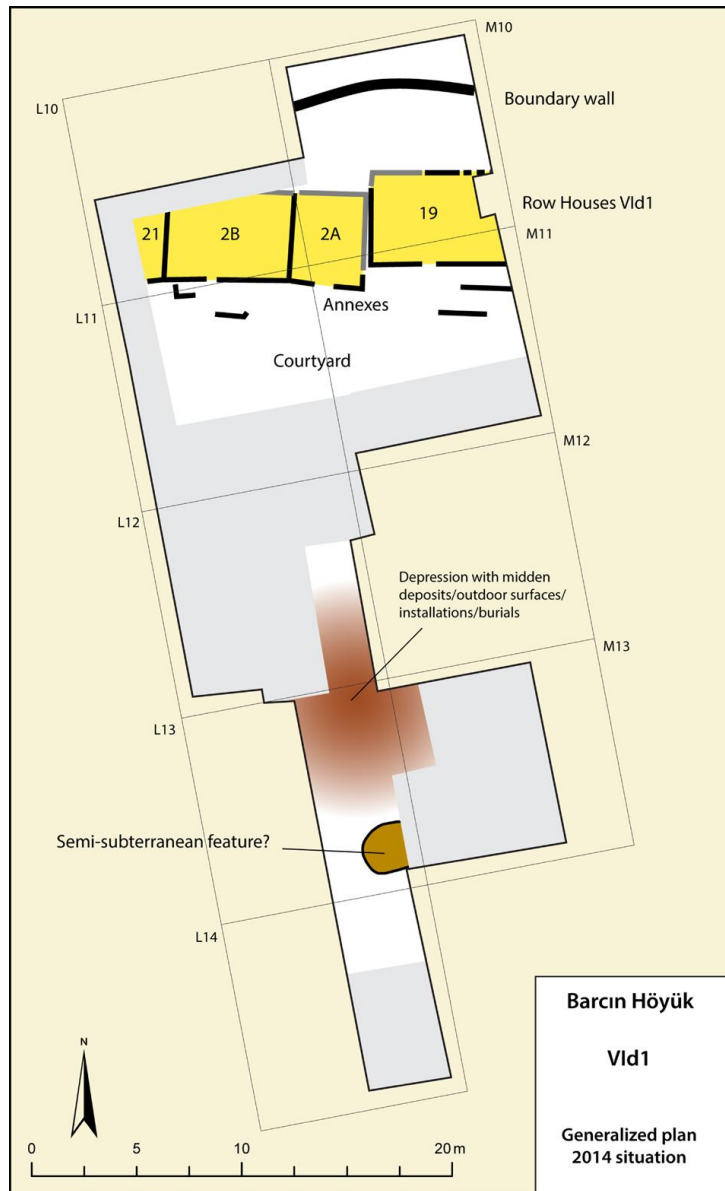 M10
L10
Boundary wall
Row Houses VId1
21
2B
2A
19
M11
L11
Annexes
Courtyard
M12
L12
Depression with midden
deposits/outdoor surfaces/
installations/burials
M13
L13
Semi-subterranean feature?
L14
Barcın Höyük
VId1
Generalized plan
2014 situation
N
0 5 10 20 m